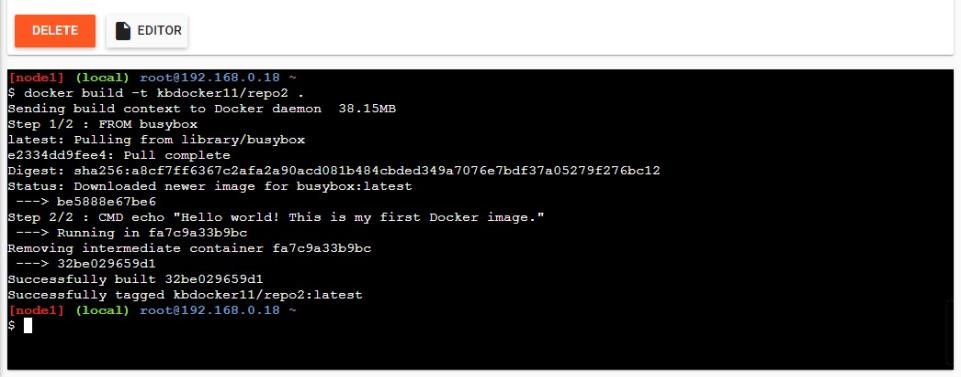 DELETE
EDITOR
[node1] (local) root@192.168.0.18 ~
$ docker build -t kbdocker11/repo2 .
Sending build context to Docker daemon  38.15MB
Step 1/2 : FROM busybox
latest: Pulling from library/busybox
e2334dd9fee4: Pull complete
Digest: sha256:a8cf7ff6367c2afa2a90acd081b484cbded349a7076e7bdf37a05279f276bc12
Status: Downloaded newer image for busybox:latest
 ---> be5888e67be6
Step 2/2 : CMD echo "Hello world! This is my first Docker image."
 ---> Running in fa7c9a33b9bc
Removing intermediate container fa7c9a33b9bc
 ---> 32be029659d1
Successfully built 32be029659d1
Successfully tagged kbdocker11/repo2:latest
[node1] (local) root@192.168.0.18 ~
$